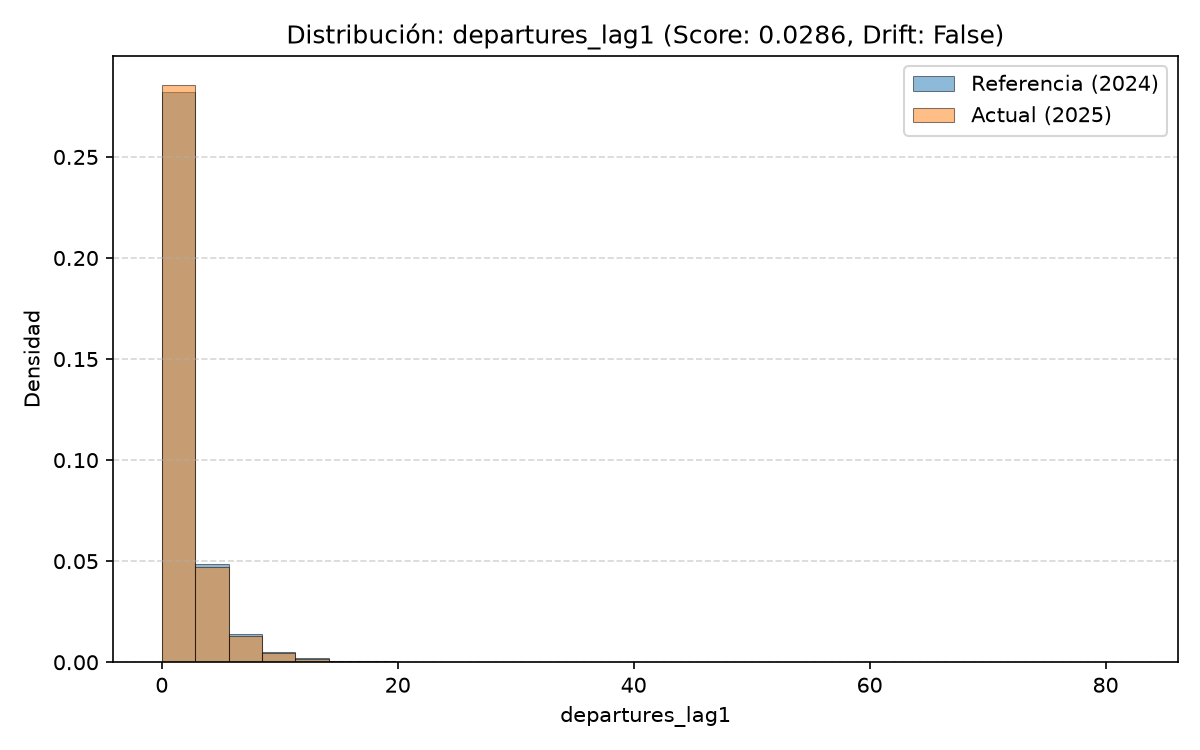 Distribución: departures_lag1 (Score: 0.0286, Drift: False)
Referencia (2024)
Actual (2025)
Densidad
0.25
0.20
0.15
0.10
0.05
0.00
0 20 40 60 80
departures_lag1